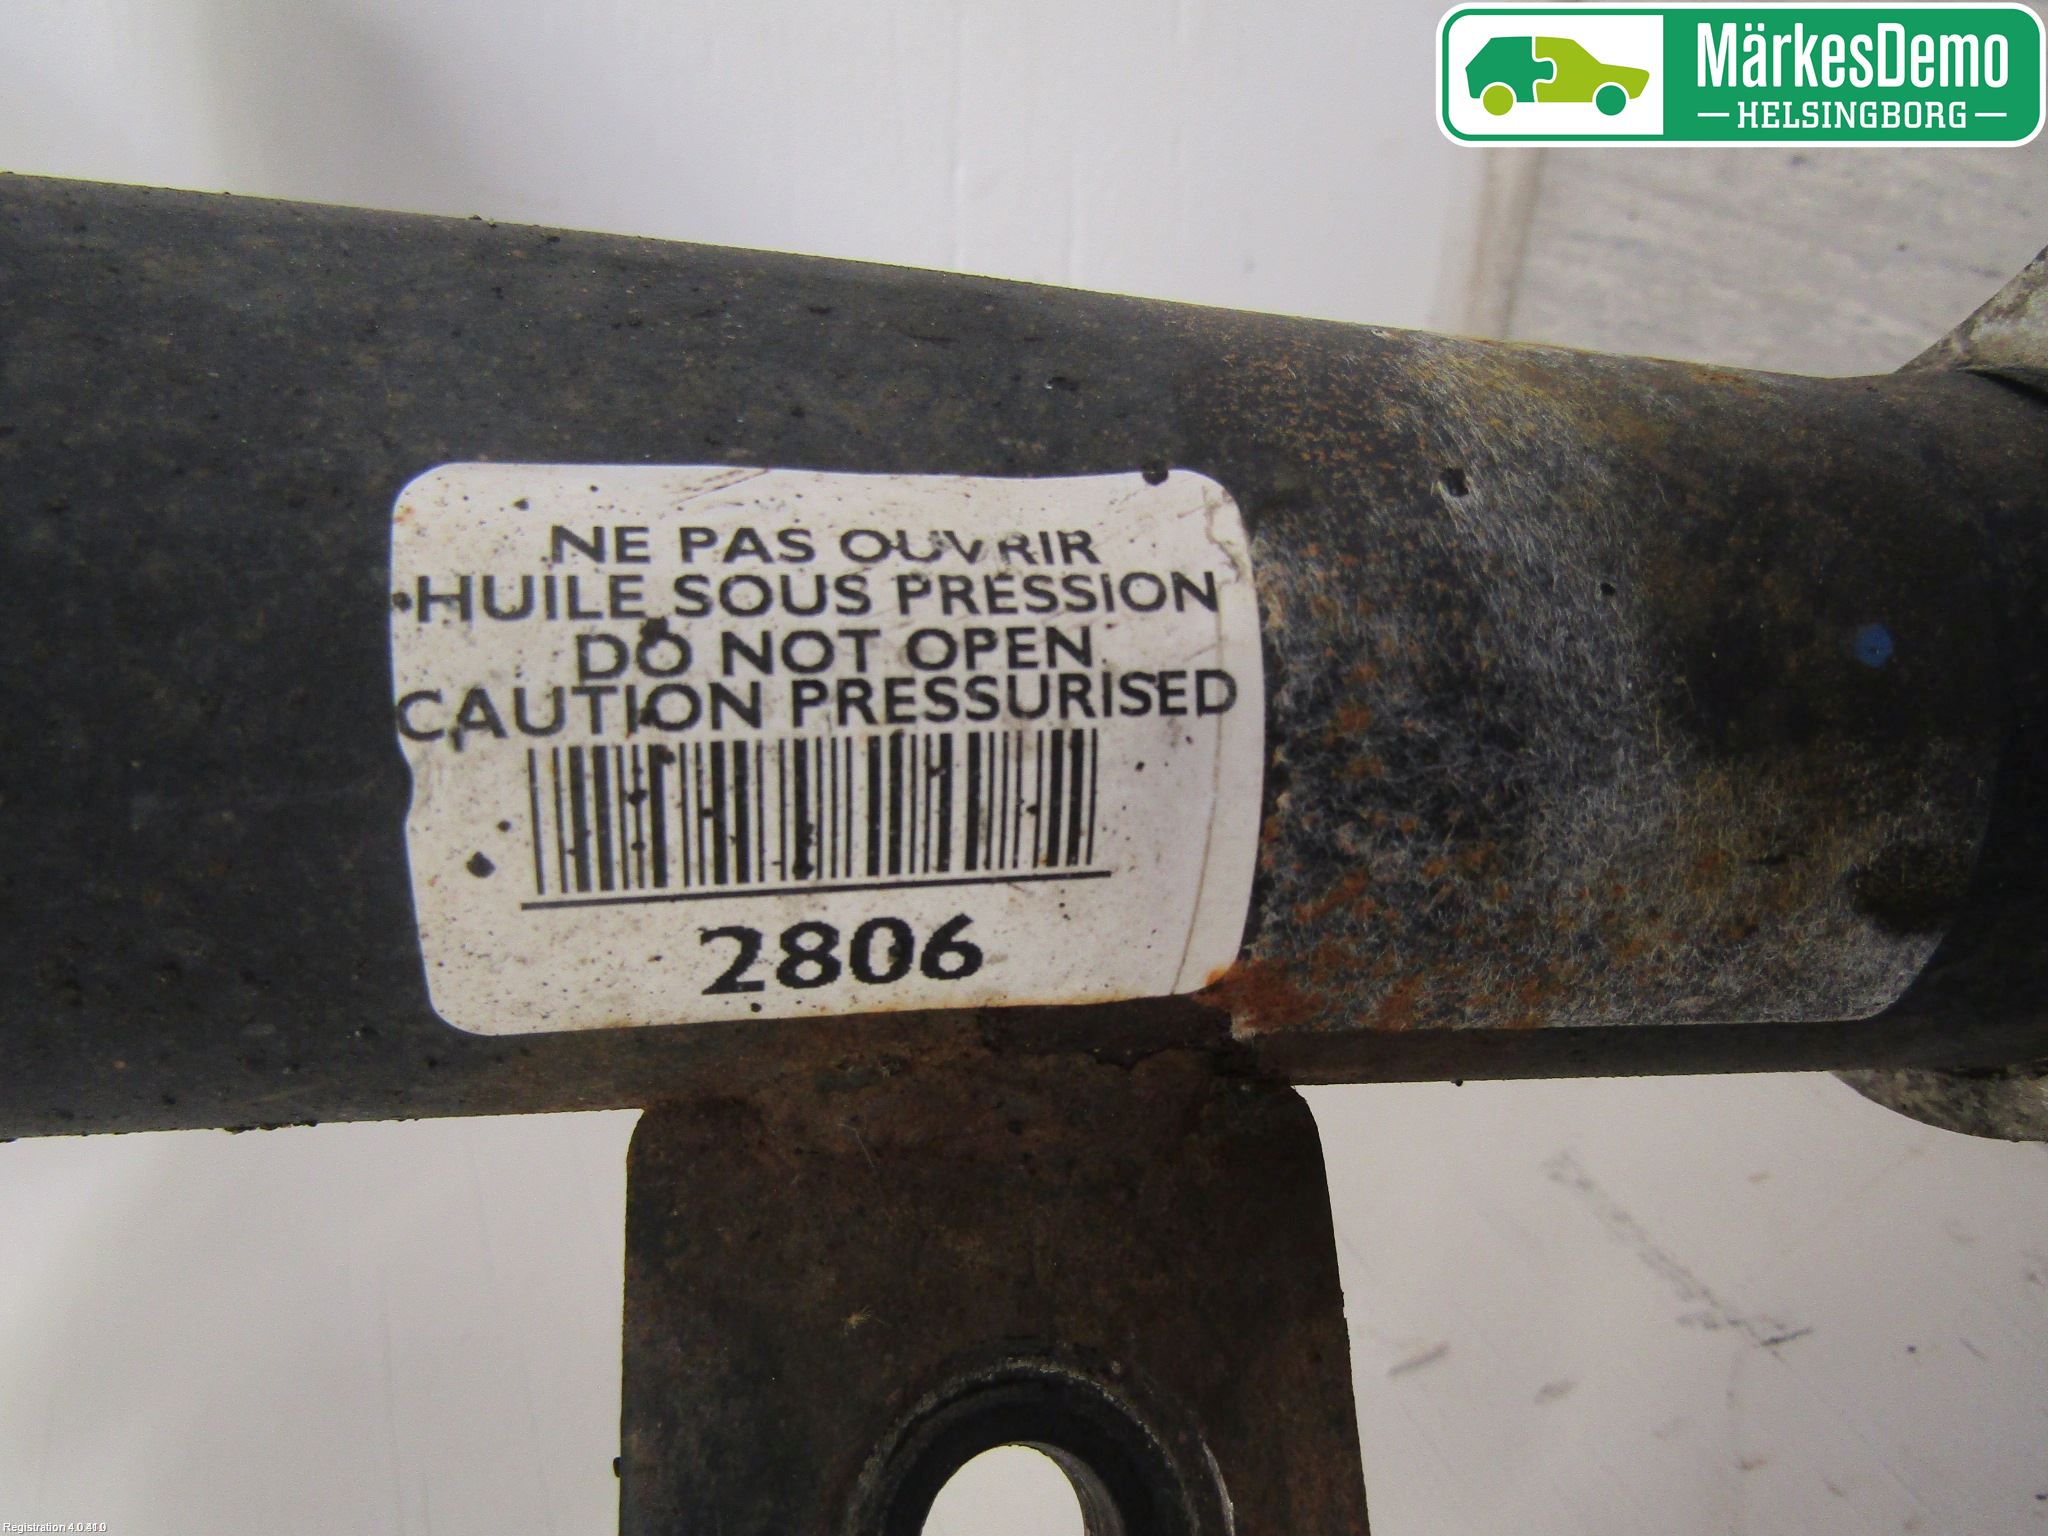 MärkesDemo
HELSINGBORG
NE PAS OUVRIR
HUILE SOUS PRESSION
DO NOT OPEN
CAUTION PRESSURISED
2806